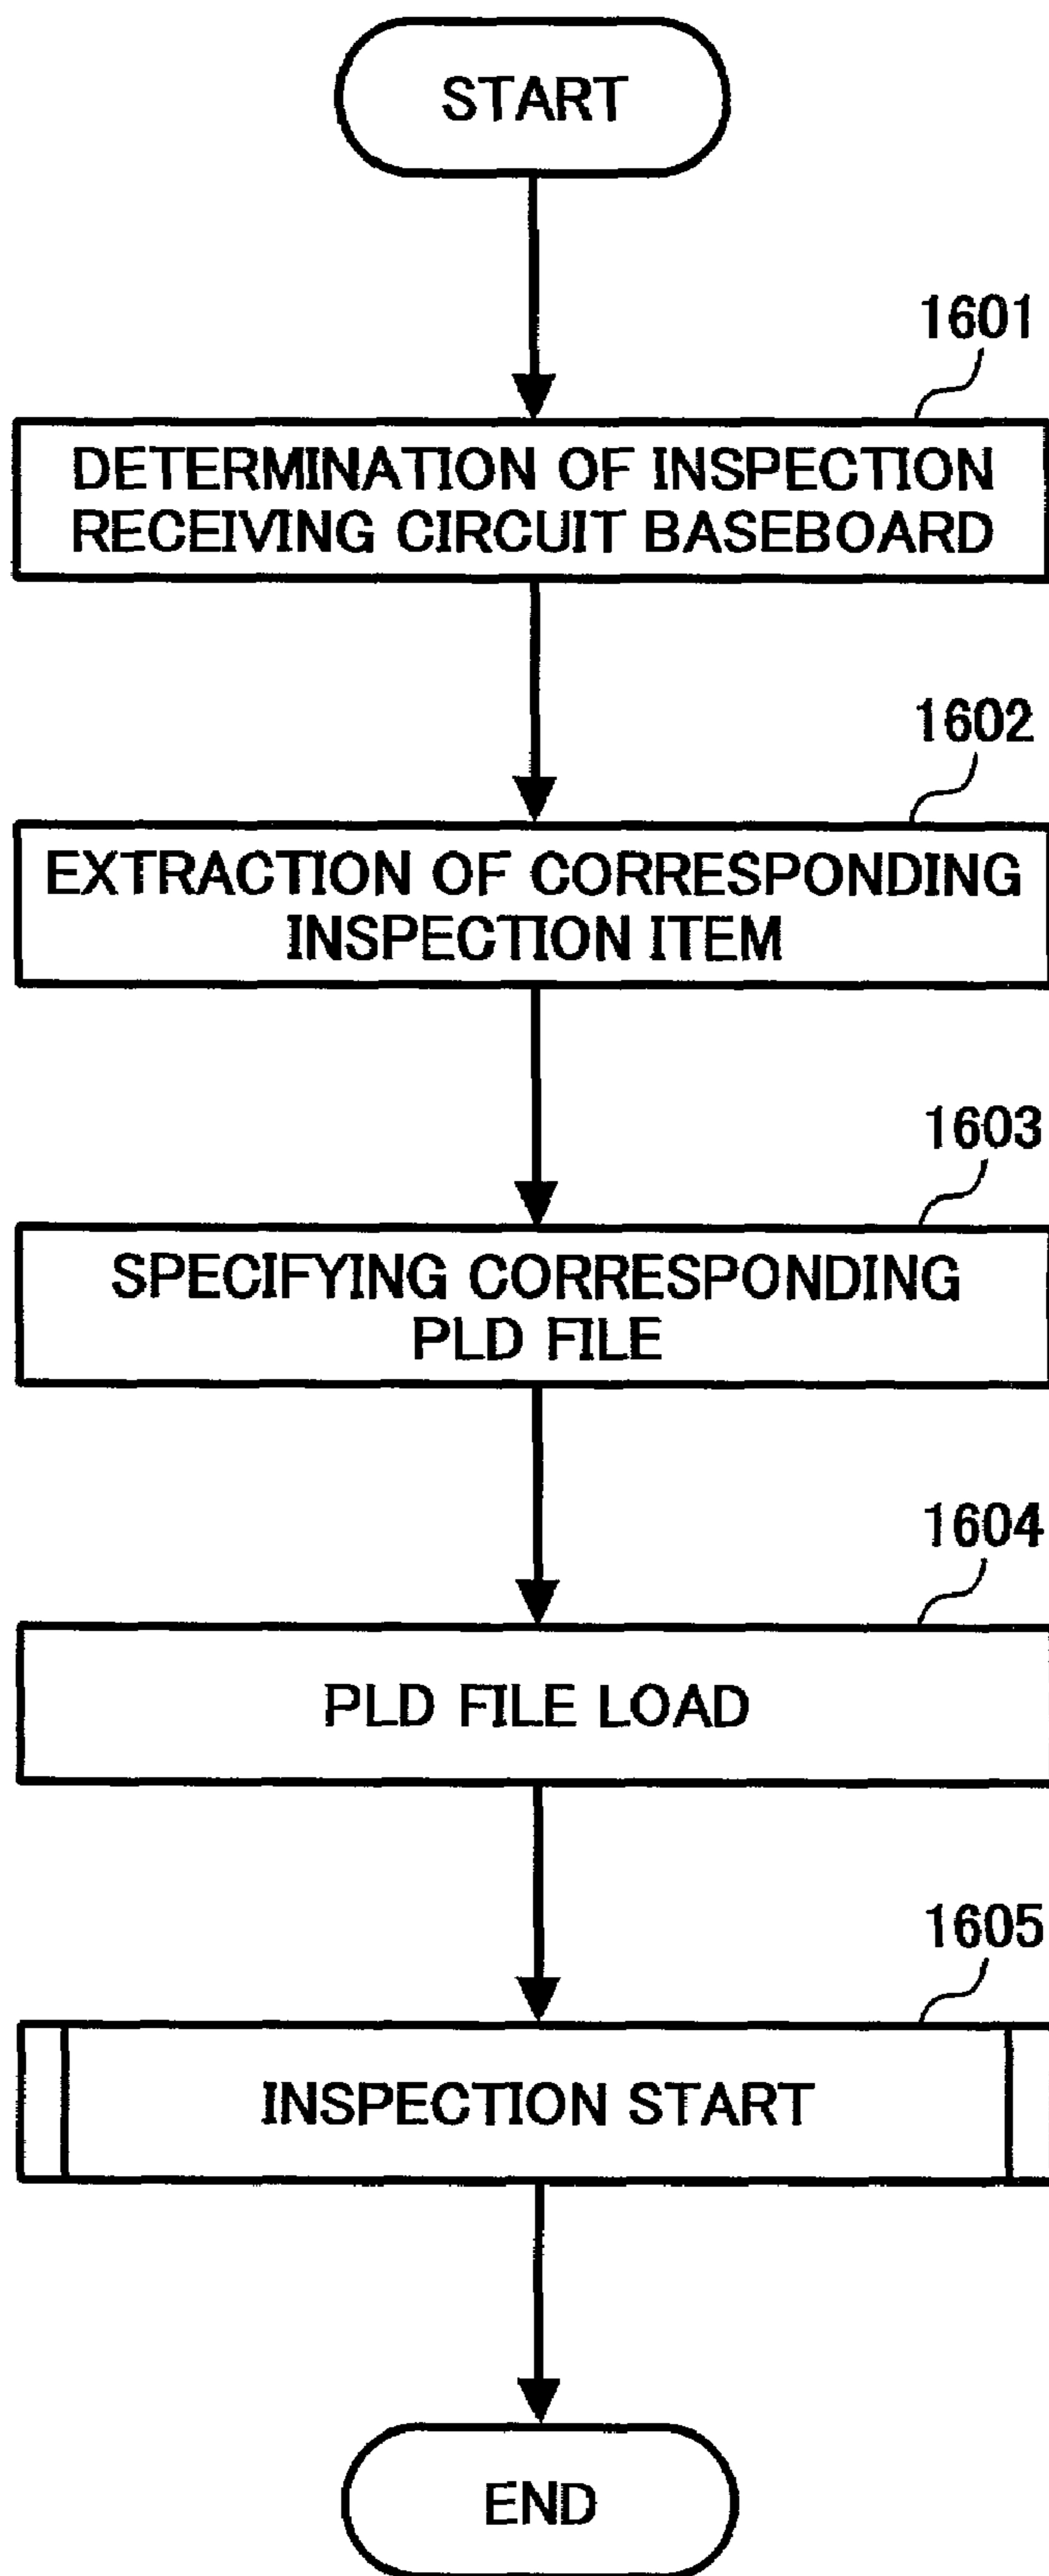 START
1601
DETERMINATION OF INSPECTION
RECEIVING CIRCUIT BASEBOARD
1602
EXTRACTION OF CORRESPONDING
INSPECTION ITEM
1603
SPECIFYING CORRESPONDING
PLD FILE
1604
PLD FILE LOAD
1605
INSPECTION START
END